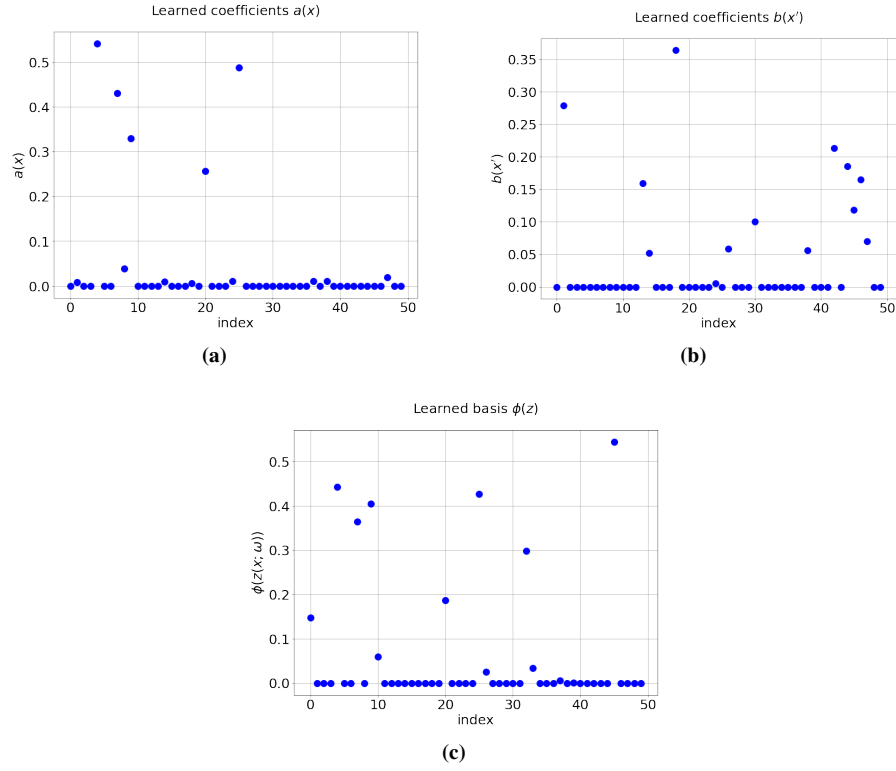 Learned coefficients a(x)
0.5
0.4
0.3
0.2
0.1
0.0
a(x)
0 10 20 30 40 50
index
(a)
Learned coefficients b(x′)
0.35
0.30
0.25
0.20
0.15
0.10
0.05
0.00
b(x′)
0 10 20 30 40 50
index
(b)
Learned basis ϕ(z)
0.5
0.4
0.3
0.2
0.1
0.0
ϕ(z(x; ω))
0 10 20 30 40 50
index
(c)